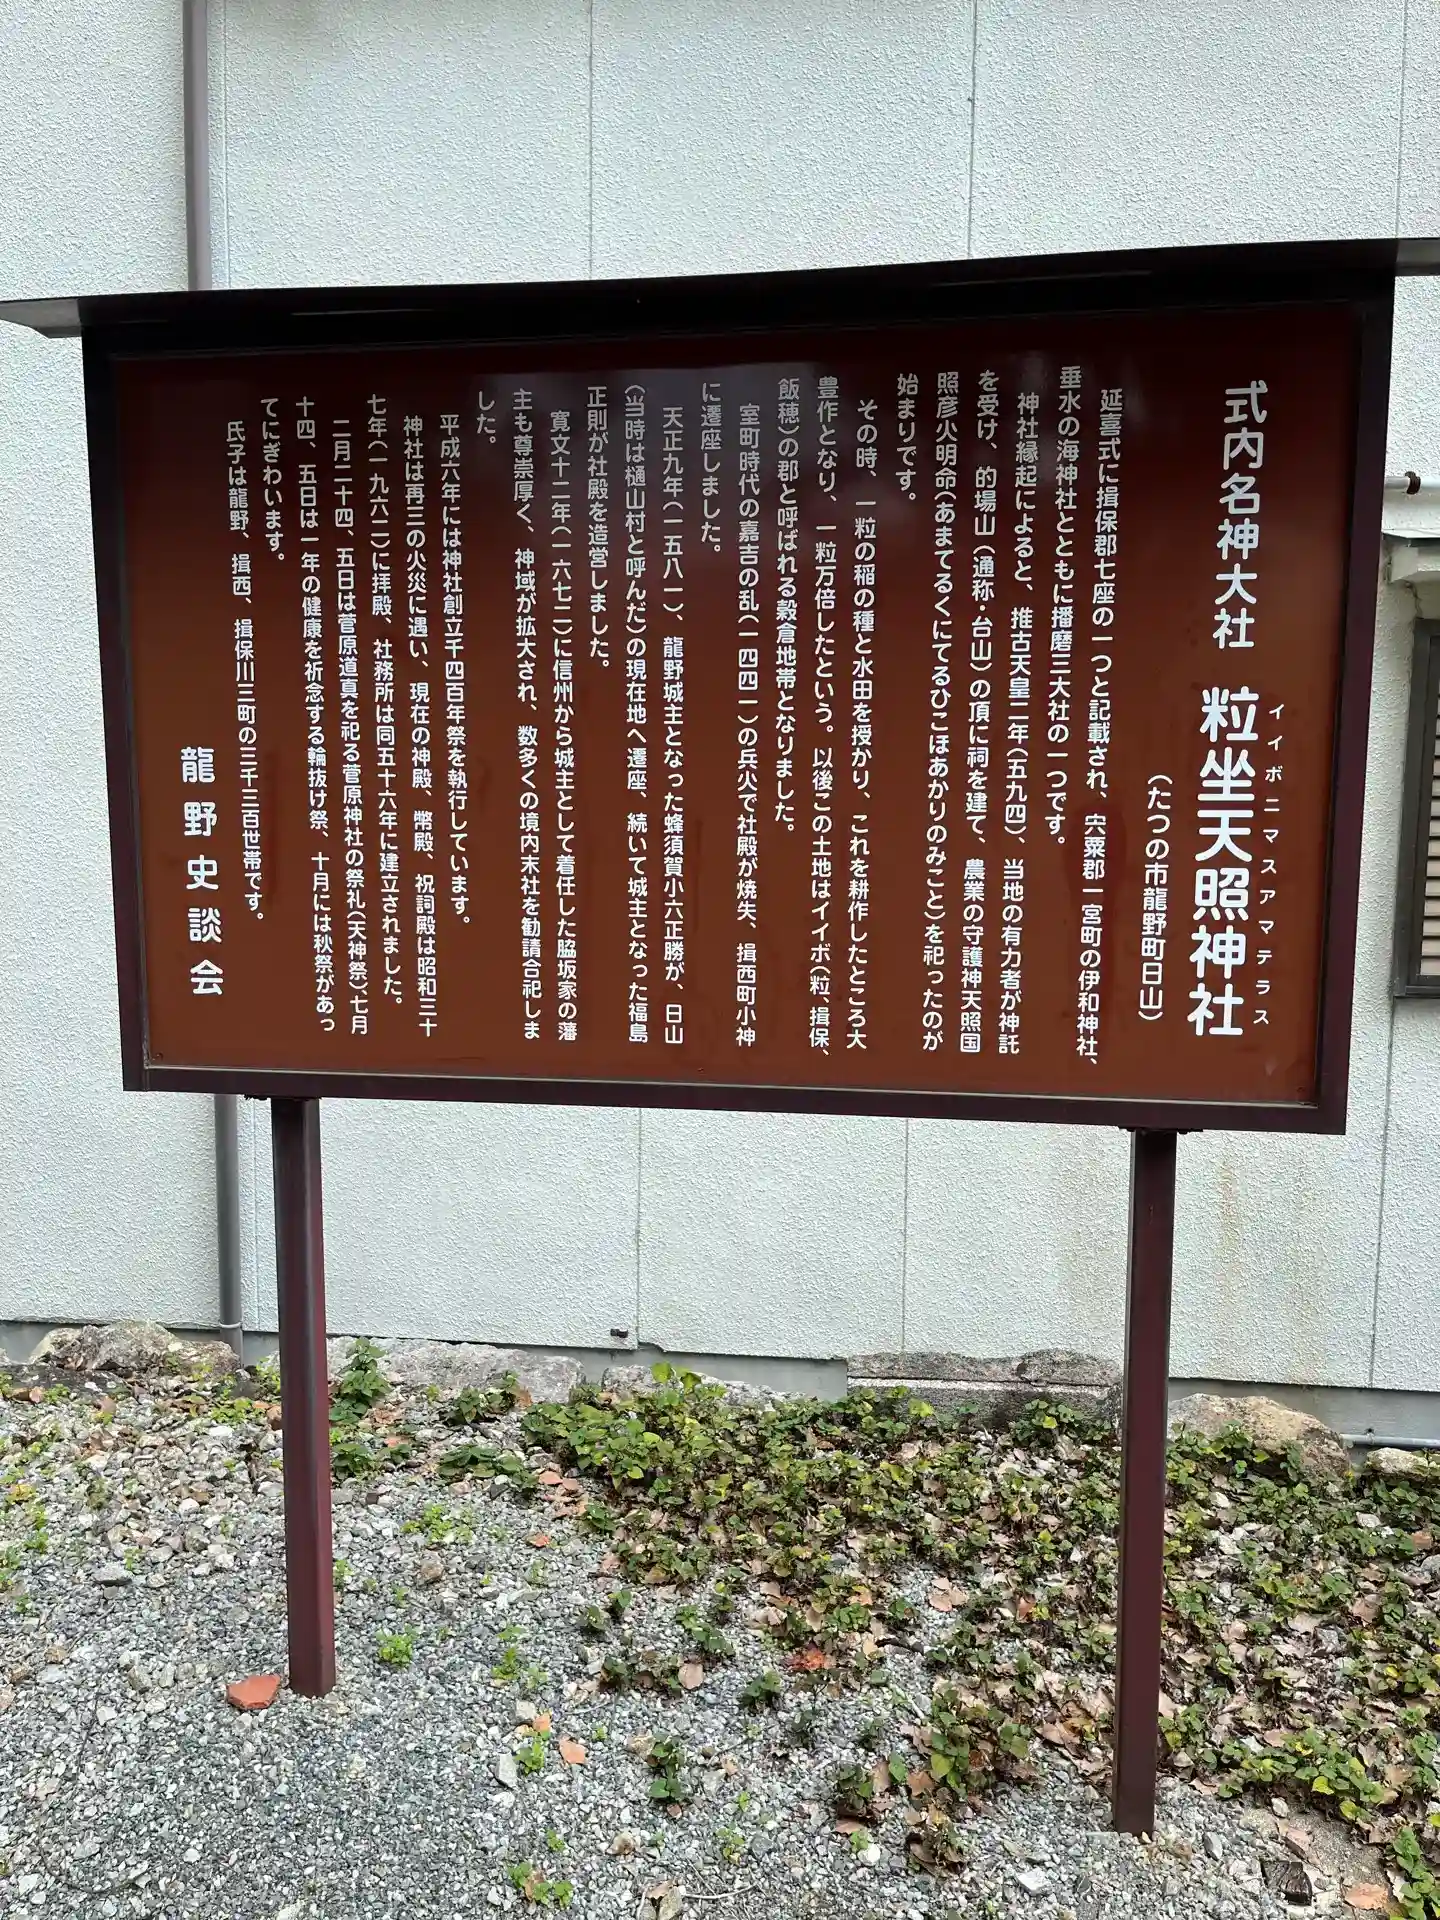 式内名神大社 粒坐天照神社
イイボニマスアマテラス
(たつの市龍野町日山)
延喜式に揖保郡七座の一つと記載され、宍粟郡一宮町の伊和神社、
垂水の海神社とともに播磨三大社の一つです。
神社縁起によると、推古天皇二年(五九四)、当地の有力者が神託
を受け、的場山(通称・台山)の頂に祠を建て、農業の守護神天照国
照彦火明命(あまてるくにてるひこほあかりのみこと)を祀ったのが
始まりです。
その時、一粒の稲の種と水田を授かり、これを耕作したところ大
豊作となり、一粒万倍したという。以後この土地はイイボ(粒、揖保、
飯穂)の郡と呼ばれる穀倉地帯となりました。
室町時代の嘉吉の乱(一四四一)の兵火で社殿が焼失、揖西町小神
に遷座しました。
天正九年(一五八一)、龍野城主となった蜂須賀小六正勝が、日山
(当時は樋山村と呼んだ)の現在地へ遷座、続いて城主となった福島
正則が社殿を造営しました。
寛文十二年(一六七二)に信州から城主として着任した脇坂家の藩
主も尊崇厚く、神域が拡大され、数多くの境内末社を勧請合祀しま
した。
平成六年には神社創立千四百年祭を執行しています。
神社は再三の火災に遇い、現在の神殿、幣殿、祝詞殿は昭和三十
七年(一九六二)に拝殿、社務所は同五十六年に建立されました。
二月二十四、五日は菅原道真を祀る菅原神社の祭礼(天神祭)、七月
十四、五日は一年の健康を祈念する輪抜け祭、十月には秋祭があっ
てにぎわいます。
氏子は龍野、揖西、揖保川三町の三千三百世帯です。
龍野史談会